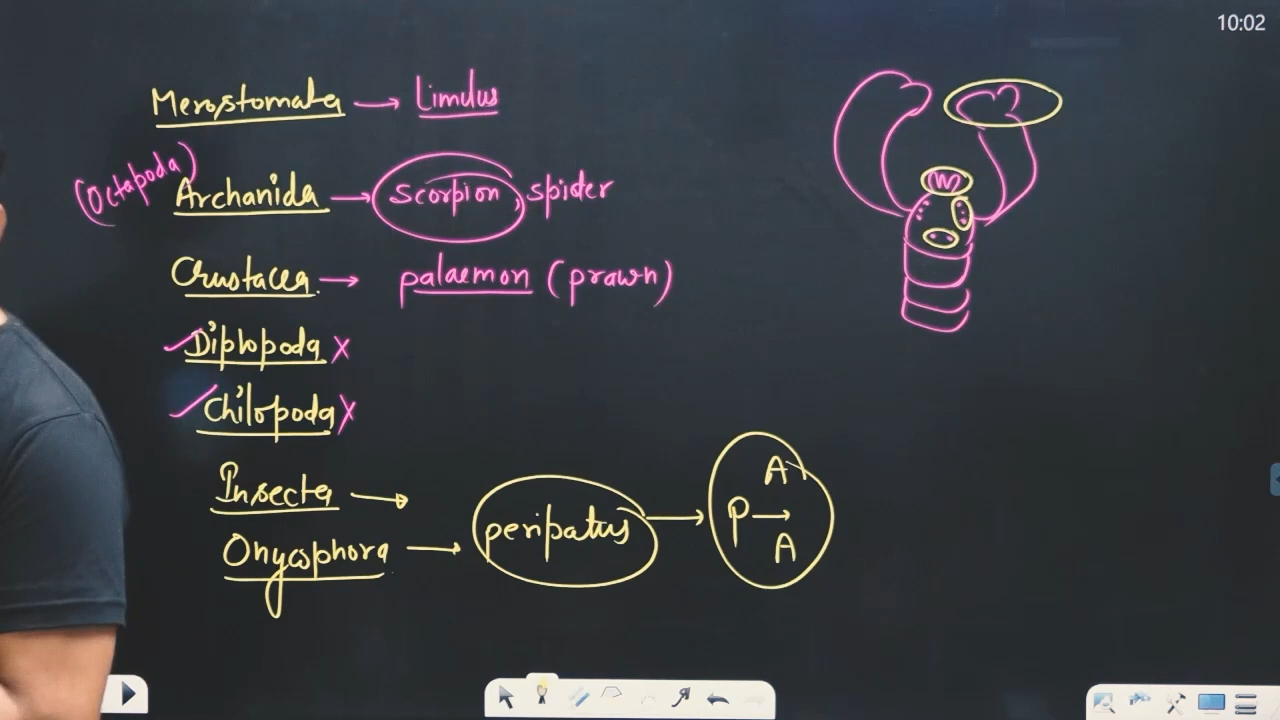 10:02
Merostomata → Limulus
(Octapoda)
Archanida → scorpion, spider
Crustacea → palaemon (prawn)
✓ Diplopoda x
✓ Chilopoda x
Insecta →
Onycophora → peripatus → P → A A